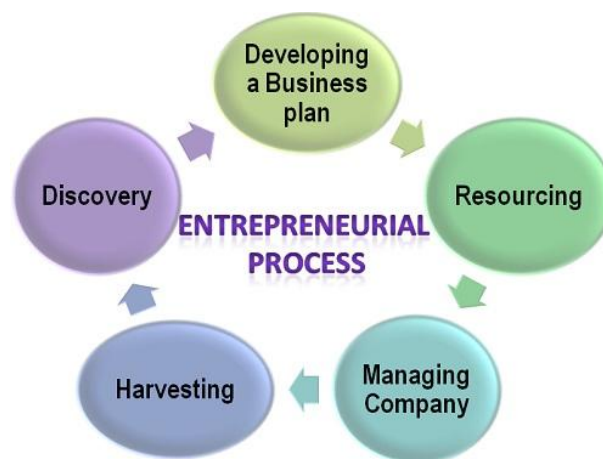 Developing
a Business
plan
Discovery
Resourcing
ENTREPRENEURIAL
PROCESS
Harvesting
Managing
Company